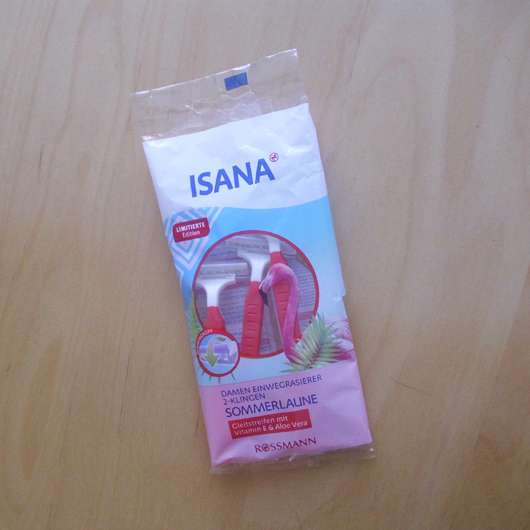 ISANA
LIMITIERTE
Edition
DAMEN EINWEGRASIERER
2-KLINGEN
SOMMERLAUNE
Gleitstreifen mit
Vitamin E & Aloe Vera
ROSSMANN